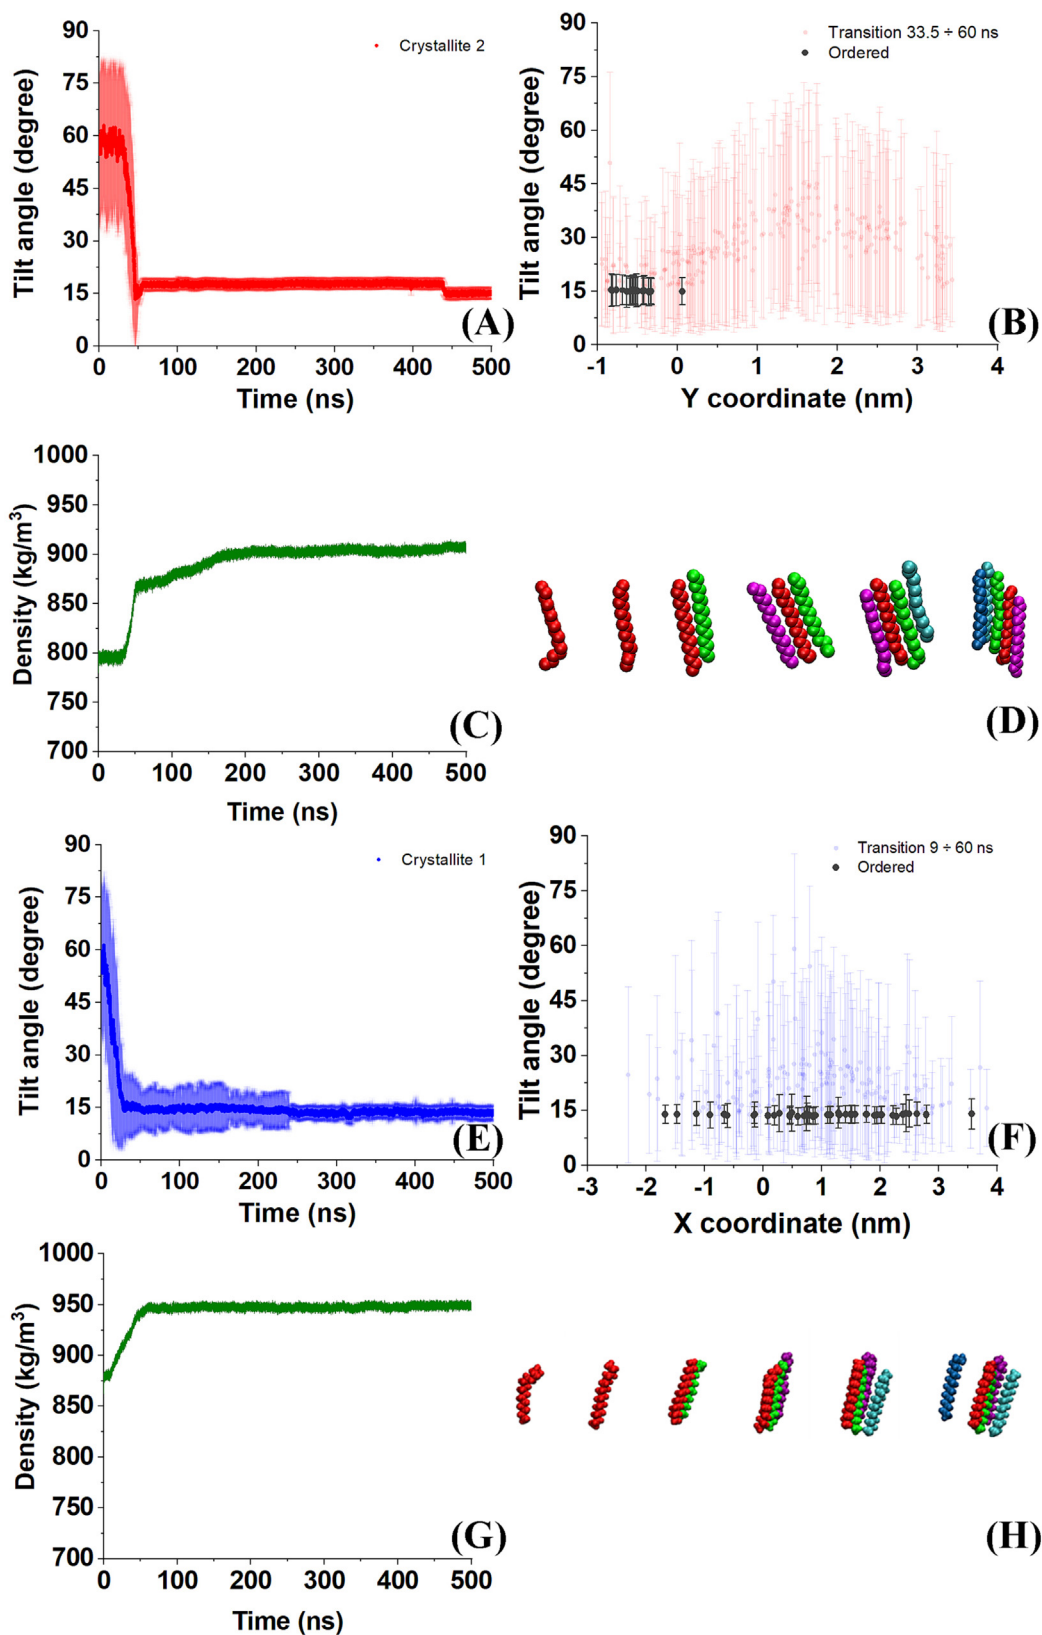 90
75
60
45
30
15
0
Tilt angle (degree)
Crystallite 2
0 100 200 300 400 500
Time (ns)
(A)
90
75
60
45
30
15
0
Tilt angle (degree)
Transition 33.5 ÷ 60 ns
Ordered
-1 0 1 2 3 4
Y coordinate (nm)
(B)
1000
950
900
850
800
750
700
Density (kg/m³)
0 100 200 300 400 500
Time (ns)
(C)
(D)
90
75
60
45
30
15
0
Tilt angle (degree)
Crystallite 1
0 100 200 300 400 500
Time (ns)
(E)
90
75
60
45
30
15
0
Tilt angle (degree)
Transition 9 ÷ 60 ns
Ordered
-3 -2 -1 0 1 2 3 4
X coordinate (nm)
(F)
1000
950
900
850
800
750
700
Density (kg/m³)
0 100 200 300 400 500
Time (ns)
(G)
(H)